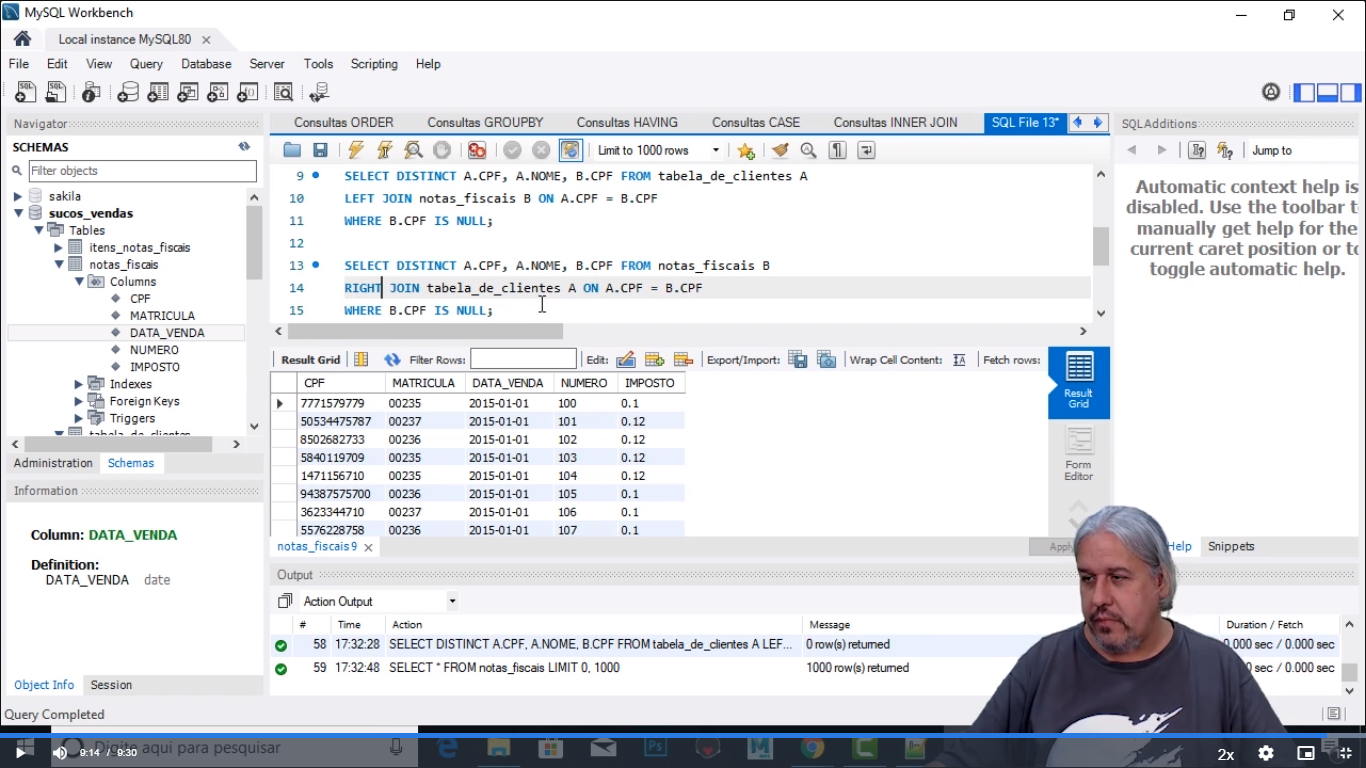 MySQL Workbench
Local instance MySQL80
File Edit View Query Database Server Tools Scripting Help
Navigator
SCHEMAS
Filter objects
sakila
sucos_vendas
Tables
itens_notas_fiscais
notas_fiscais
Columns
CPF
MATRICULA
DATA_VENDA
NUMERO
IMPOSTO
Indexes
Foreign Keys
Triggers
tabela_de_clientes
Administration Schemas
Information
Column: DATA_VENDA
Definition:
DATA_VENDA date
Object Info Session
Query Completed
Consultas ORDER Consultas GROUPBY Consultas HAVING Consultas CASE Consultas INNER JOIN SQL File 13*
Limit to 1000 rows
9 SELECT DISTINCT A.CPF, A.NOME, B.CPF FROM tabela_de_clientes A
10 LEFT JOIN notas_fiscais B ON A.CPF = B.CPF
11 WHERE B.CPF IS NULL;
12
13 SELECT DISTINCT A.CPF, A.NOME, B.CPF FROM notas_fiscais B
14 RIGHT JOIN tabela_de_clientes A ON A.CPF = B.CPF
15 WHERE B.CPF IS NULL;
Result Grid Filter Rows: Edit: Export/Import: Wrap Cell Content: Fetch rows:
CPF MATRICULA DATA_VENDA NUMERO IMPOSTO
7771579779 00235 2015-01-01 100 0.1
50534475787 00237 2015-01-01 101 0.12
8502682733 00236 2015-01-01 102 0.12
5840119709 00235 2015-01-01 103 0.12
1471156710 00235 2015-01-01 104 0.12
94387575700 00236 2015-01-01 105 0.1
3623344710 00237 2015-01-01 106 0.1
5576228758 00236 2015-01-01 107 0.1
Result
Grid
Form
Editor
notas_fiscais 9
Apply
Output
Action Output
# Time Action Message Duration / Fetch
58 17:32:28 SELECT DISTINCT A.CPF, A.NOME, B.CPF FROM tabela_de_clientes A LEF... 0 row(s) returned 0.000 sec / 0.000 sec
59 17:32:48 SELECT * FROM notas_fiscais LIMIT 0, 1000 1000 row(s) returned 0.000 sec / 0.000 sec
SQLAdditions
Jump to
Automatic context help is
disabled. Use the toolbar t
manually get help for the
current caret position or to
toggle automatic help.
Help Snippets
Digite aqui para pesquisar
9:14 / 9:30
2x